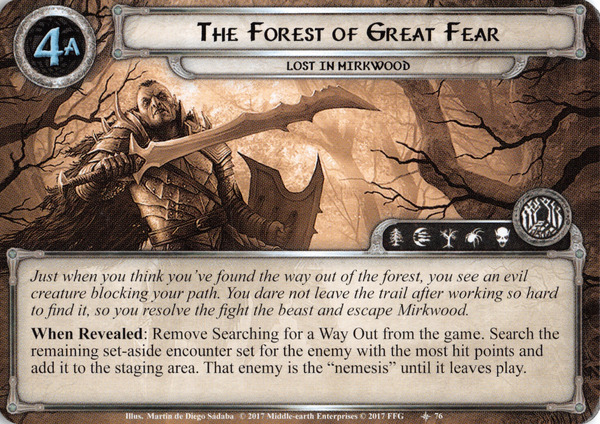 4A
The Forest of Great Fear
Lost in Mirkwood
Just when you think you've found the way out of the forest, you see an evil
creature blocking your path. You dare not leave the trail after working so hard
to find it, so you resolve the fight the beast and escape Mirkwood.
When Revealed: Remove Searching for a Way Out from the game. Search the
remaining set-aside encounter set for the enemy with the most hit points and
add it to the staging area. That enemy is the “nemesis” until it leaves play.
Illus. Martin de Diego Sádaba © 2017 Middle-earth Enterprises © 2017 FFG 76